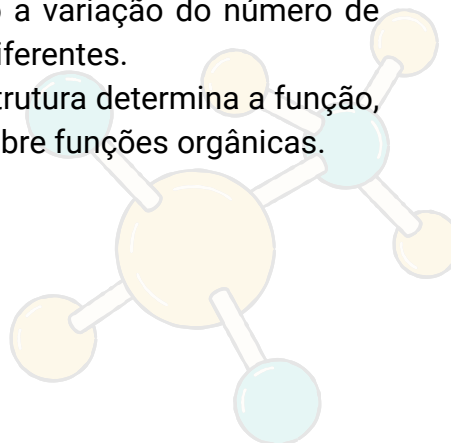 a variação do número de
iferentes.
trutura determina a função,
bre funções orgânicas.